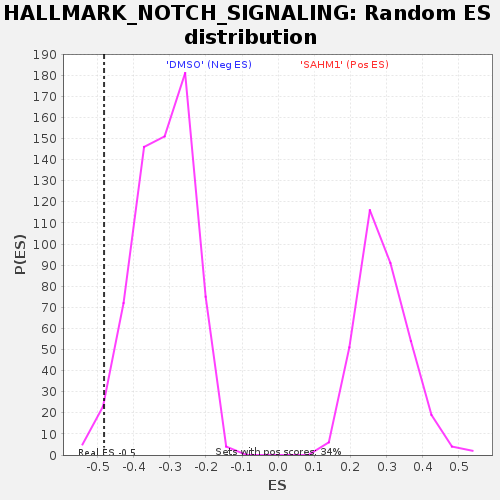 HALLMARK_NOTCH_SIGNALING: Random ES
distribution
'DMSO' (Neg ES) 'SAHM1' (Pos ES)
190
180
170
160
150
140
130
120
110
100
90
80
70
60
50
40
30
20
10
0
P(ES)
Real ES -0.5 Sets with pos scores: 34%
-0.5 -0.4 -0.3 -0.2 -0.1 0.0 0.1 0.2 0.3 0.4 0.5
ES